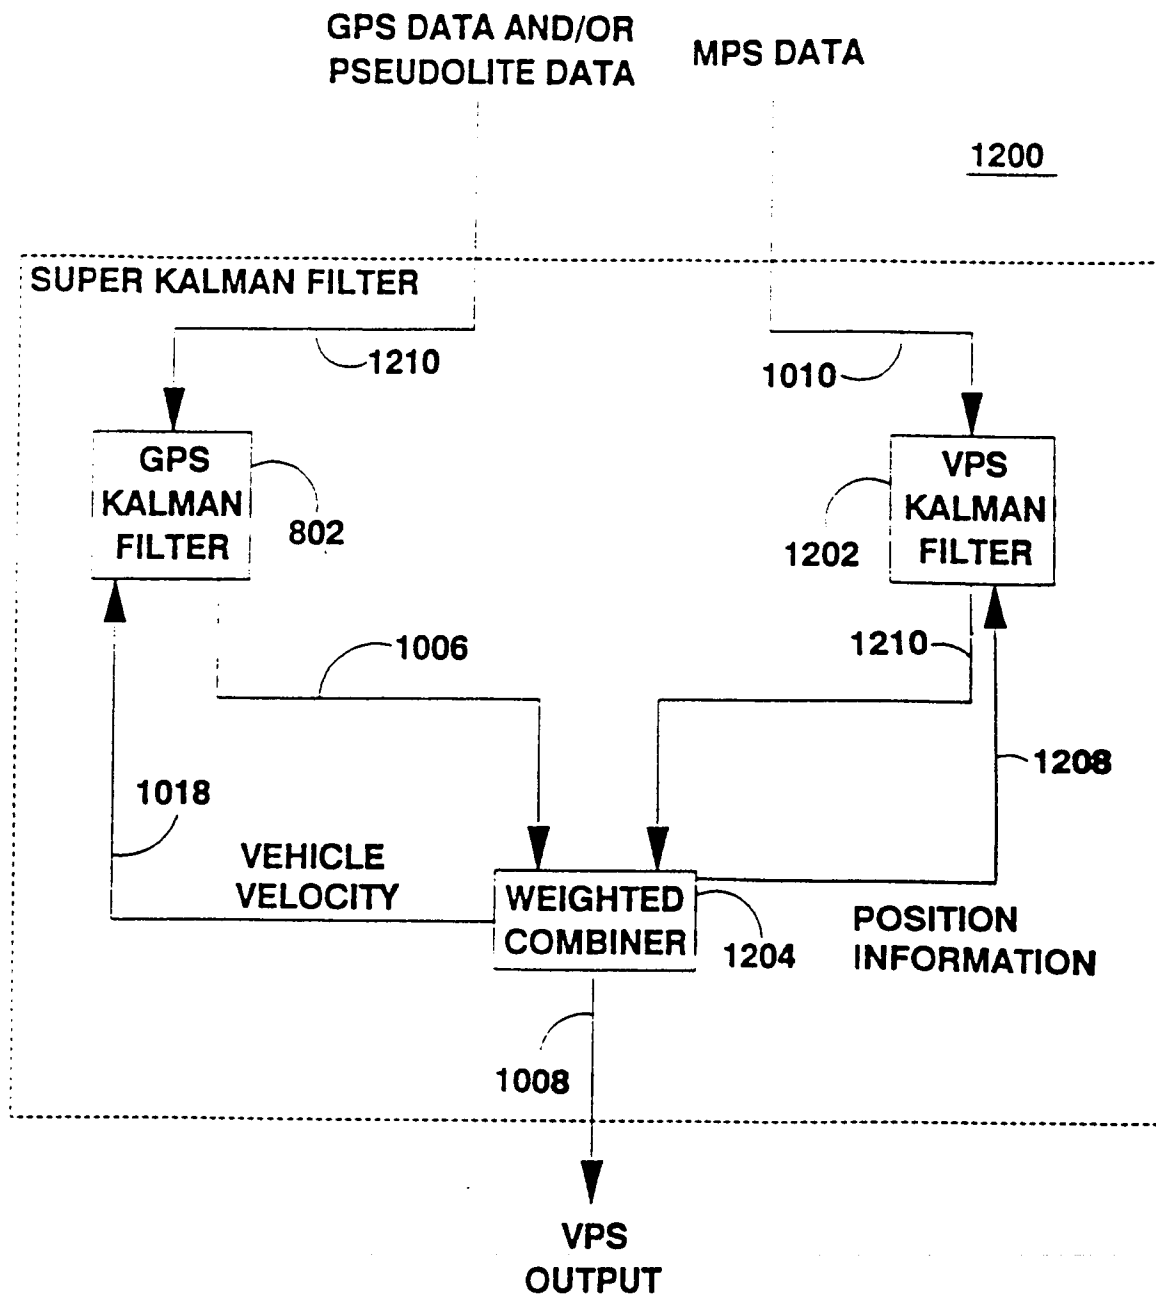 GPS DATA AND/OR
PSEUDOLITE DATA
MPS DATA
1200
SUPER KALMAN FILTER
1210
1010
GPS
KALMAN
FILTER
802
VPS
KALMAN
FILTER
1202
1006
1210
1018
1208
VEHICLE
VELOCITY
WEIGHTED
COMBINER
1204
POSITION
INFORMATION
1008
VPS
OUTPUT